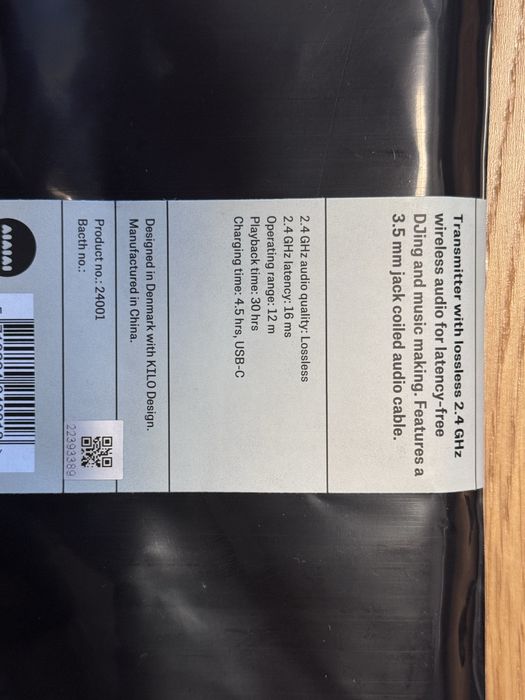 Transmitter with lossless 2.4 GHz
wireless audio for latency-free
DJing and music making. Features a
3.5 mm jack coiled audio cable.
2.4 GHz audio quality: Lossless
2.4 GHz latency: 16 ms
Operating range: 12 m
Playback time: 30 hrs
Charging time: 4.5 hrs, USB-C
Designed in Denmark with KILO Design.
Manufactured in China.
Product no.: 24001
Bacth no.:
22393389